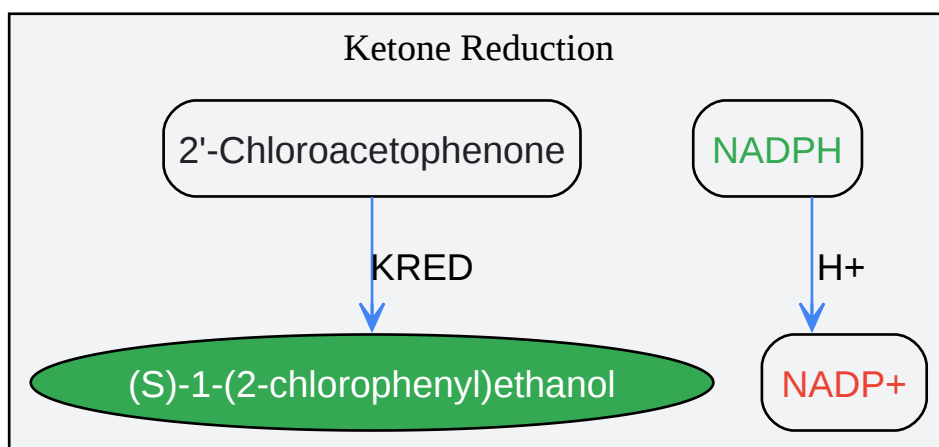 Ketone Reduction
2'-Chloroacetophenone
NADPH
KRED
H+
(S)-1-(2-chlorophenyl)ethanol
NADP+